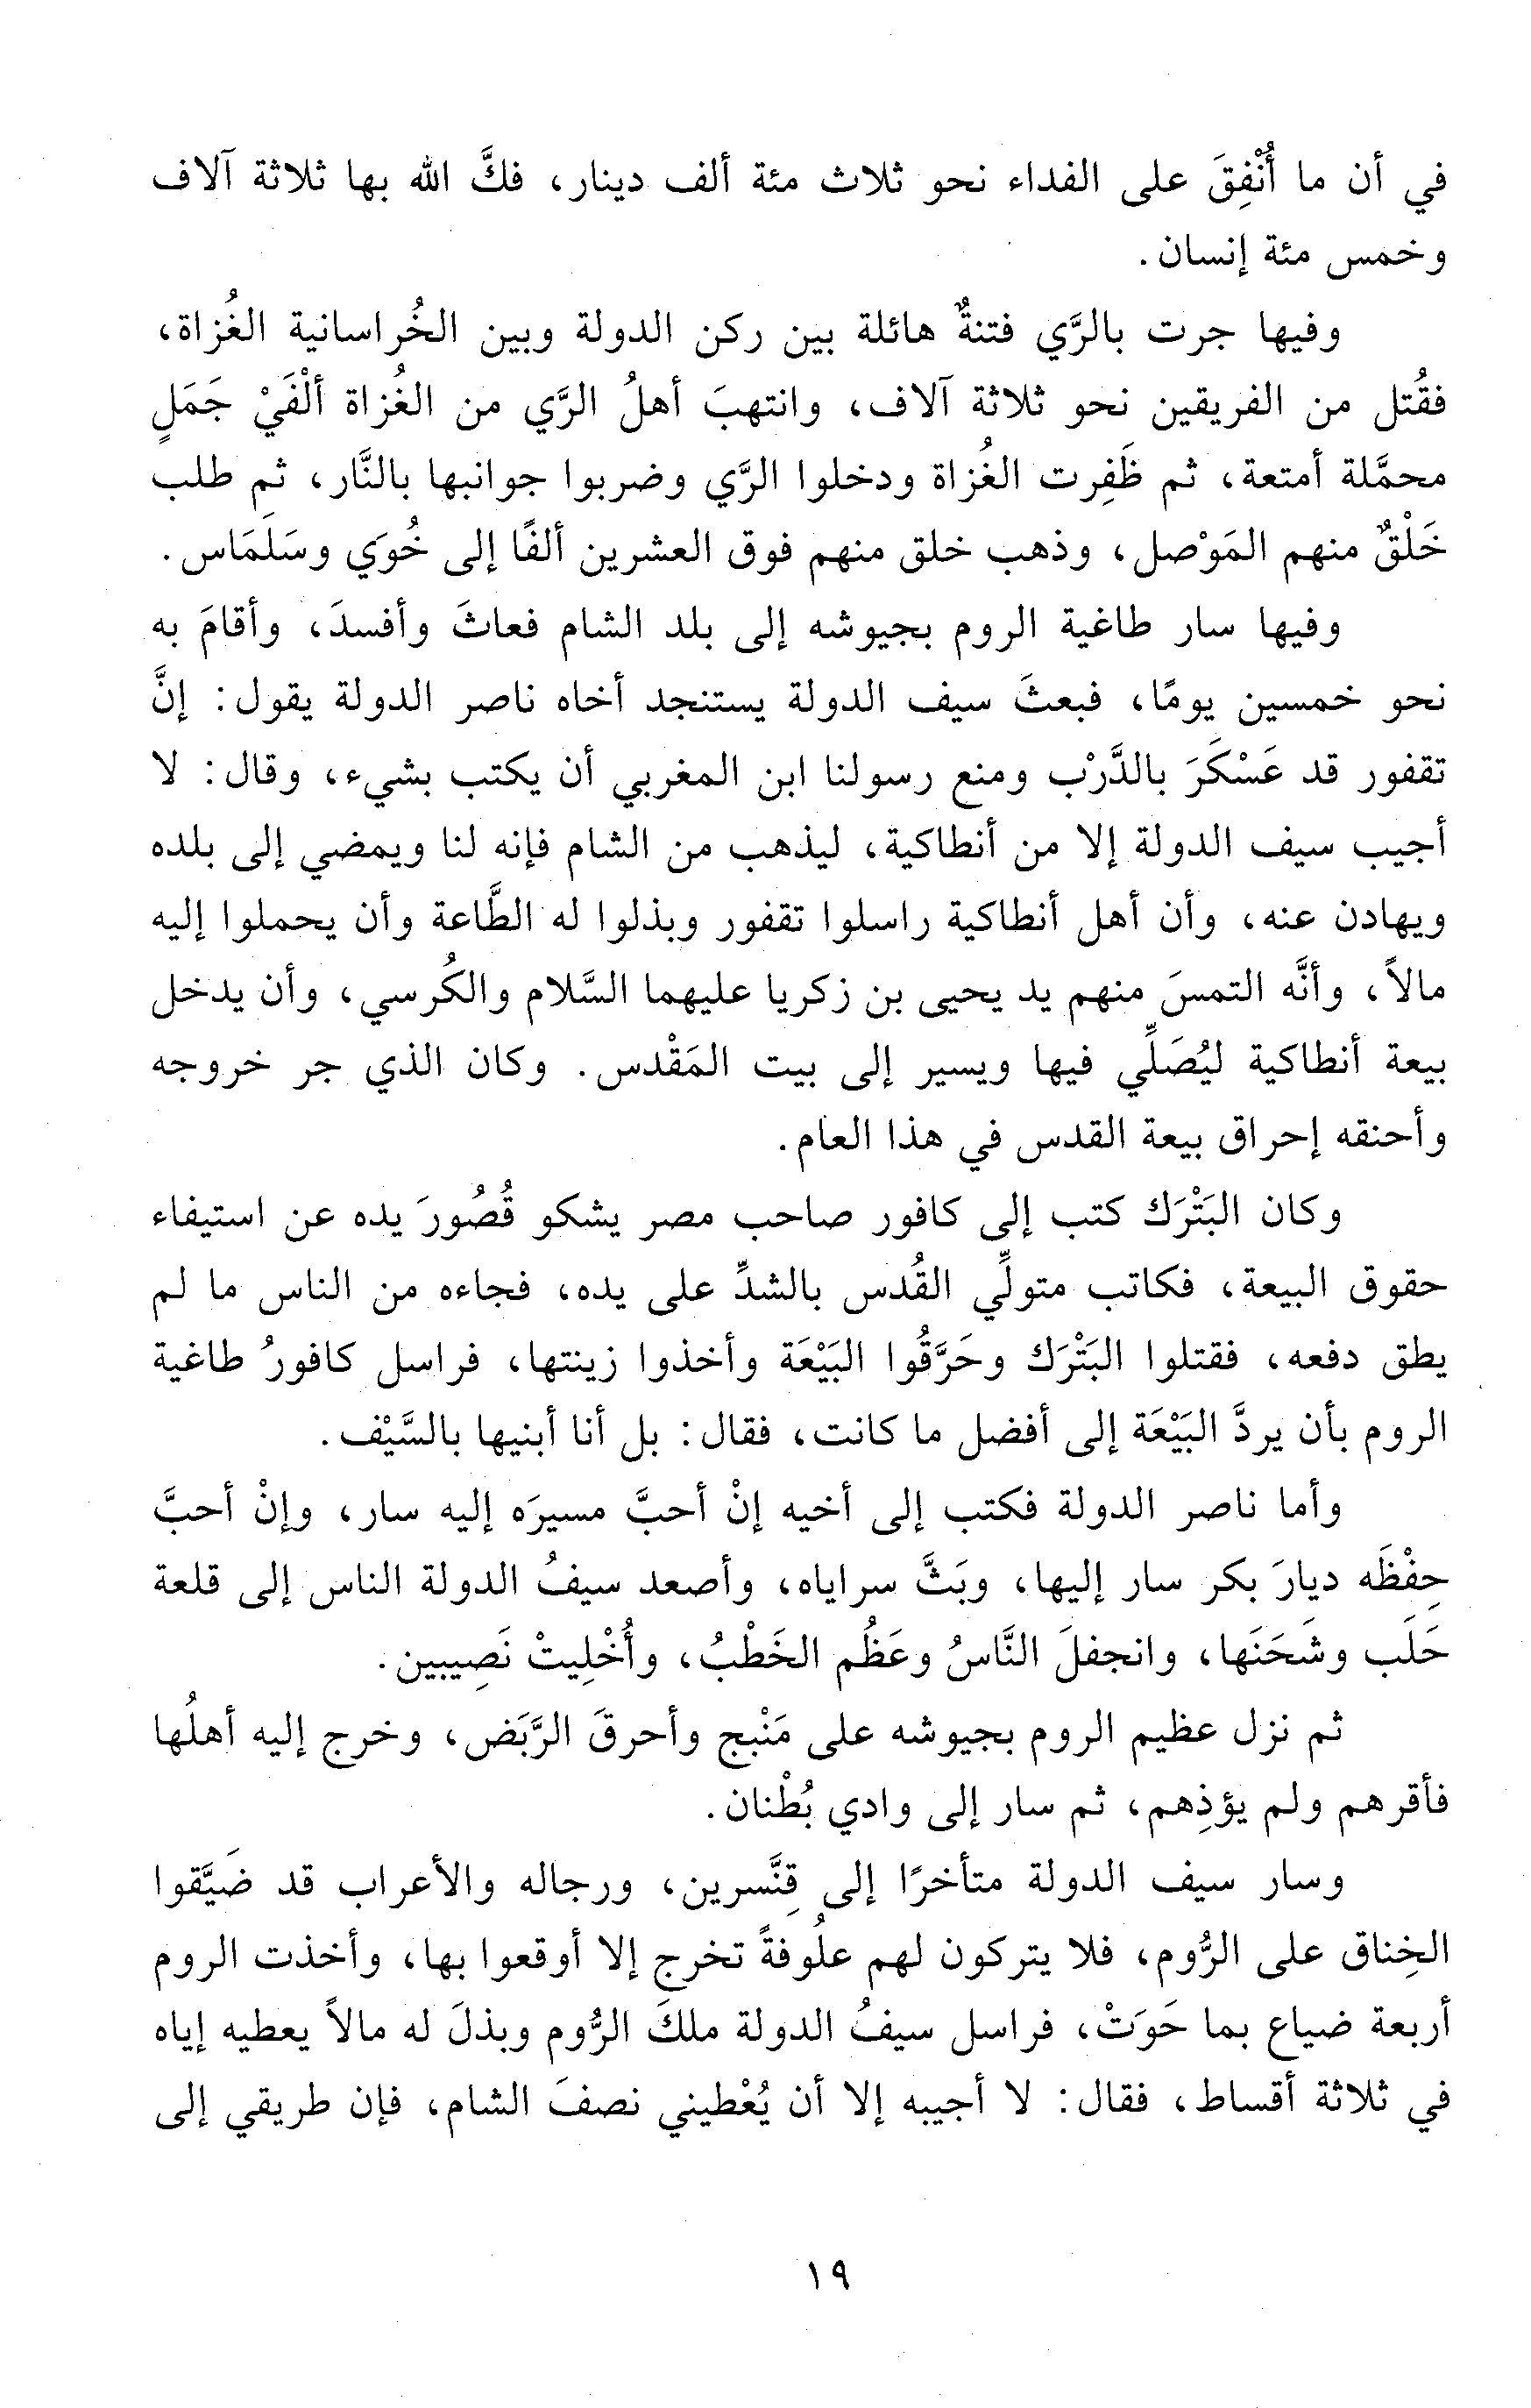 في أن ما أُنْفِقَ على الفداء نحو ثلاث مئة ألف دينار، فكَّ الله بها ثلاثة آلاف
وخمس مئة إنسان.
وفيها جرت بالرَّي فتنةٌ هائلة بين ركن الدولة وبين الخُراسانية الغُزاة،
فقُتل من الفريقين نحو ثلاثة آلاف، وانتهبَ أهلُ الرَّي من الغُزاة ألْفَيْ جَمَلٍ
محمَّلة أمتعة، ثم ظَفِرت الغُزاة ودخلوا الرَّي وضربوا جوانبها بالنَّار، ثم طلب
خَلْقٌ منهم المَوْصل، وذهب خلق منهم فوق العشرين ألفًا إلى خُوَي وسَلَمَاس.
وفيها سار طاغية الروم بجيوشه إلى بلد الشام فعاثَ وأفسدَ، وأقامَ به
نحو خمسين يومًا، فبعثَ سيف الدولة يستنجد أخاه ناصر الدولة يقول: إنَّ
تقفور قد عَسْكَرَ بالدَّرْب ومنع رسولنا ابن المغربي أن يكتب بشيء، وقال: لا
أجيب سيف الدولة إلا من أنطاكية، ليذهب من الشام فإنه لنا ويمضي إلى بلده
ويهادن عنه، وأن أهل أنطاكية راسلوا تقفور وبذلوا له الطَّاعة وأن يحملوا إليه
مالاً، وأنَّه التمسَ منهم يد يحيى بن زكريا عليهما السَّلام والكُرسي، وأن يدخل
بيعة أنطاكية ليُصَلِّي فيها ويسير إلى بيت المَقْدس. وكان الذي جر خروجه
وأحنقه إحراق بيعة القدس في هذا العام.
وكان البَتْرَك كتب إلى كافور صاحب مصر يشكو قُصُورَ يده عن استيفاء
حقوق البيعة، فكاتب متولِّي القُدس بالشدِّ على يده، فجاءه من الناس ما لم
يطق دفعه، فقتلوا البَتْرَك وحَرَّقُوا البَيْعَة وأخذوا زينتها، فراسل كافورُ طاغية
الروم بأن يردَّ البَيْعَة إلى أفضل ما كانت، فقال: بل أنا أبنيها بالسَّيْف.
وأما ناصر الدولة فكتب إلى أخيه إنْ أحبَّ مسيرَه إليه سار، وإنْ أحبَّ
حِفْظَه ديارَ بكر سار إليها، وبَثَّ سراياه، وأصعد سيفُ الدولة الناس إلى قلعة
حَلَب وشَحَنَها، وانجفلَ النَّاسُ وعَظُم الخَطْبُ، وأُخْلِيتْ نَصِيبين.
ثم نزل عظيم الروم بجيوشه على مَنْبج وأحرقَ الرَّبَض، وخرج إليه أهلُها
فأقرهم ولم يؤذِهم، ثم سار إلى وادي بُطْنان.
وسار سيف الدولة متأخرًا إلى قِنَّسرين، ورجاله والأعراب قد ضَيَّقوا
الخِناق على الرُّوم، فلا يتركون لهم علُوفةً تخرج إلا أوقعوا بها، وأخذت الروم
أربعة ضياع بما حَوَتْ، فراسل سيفُ الدولة ملكَ الرُّوم وبذلَ له مالاً يعطيه إياه
في ثلاثة أقساط، فقال: لا أجيبه إلا أن يُعْطيني نصفَ الشام، فإن طريقي إلى
١٩